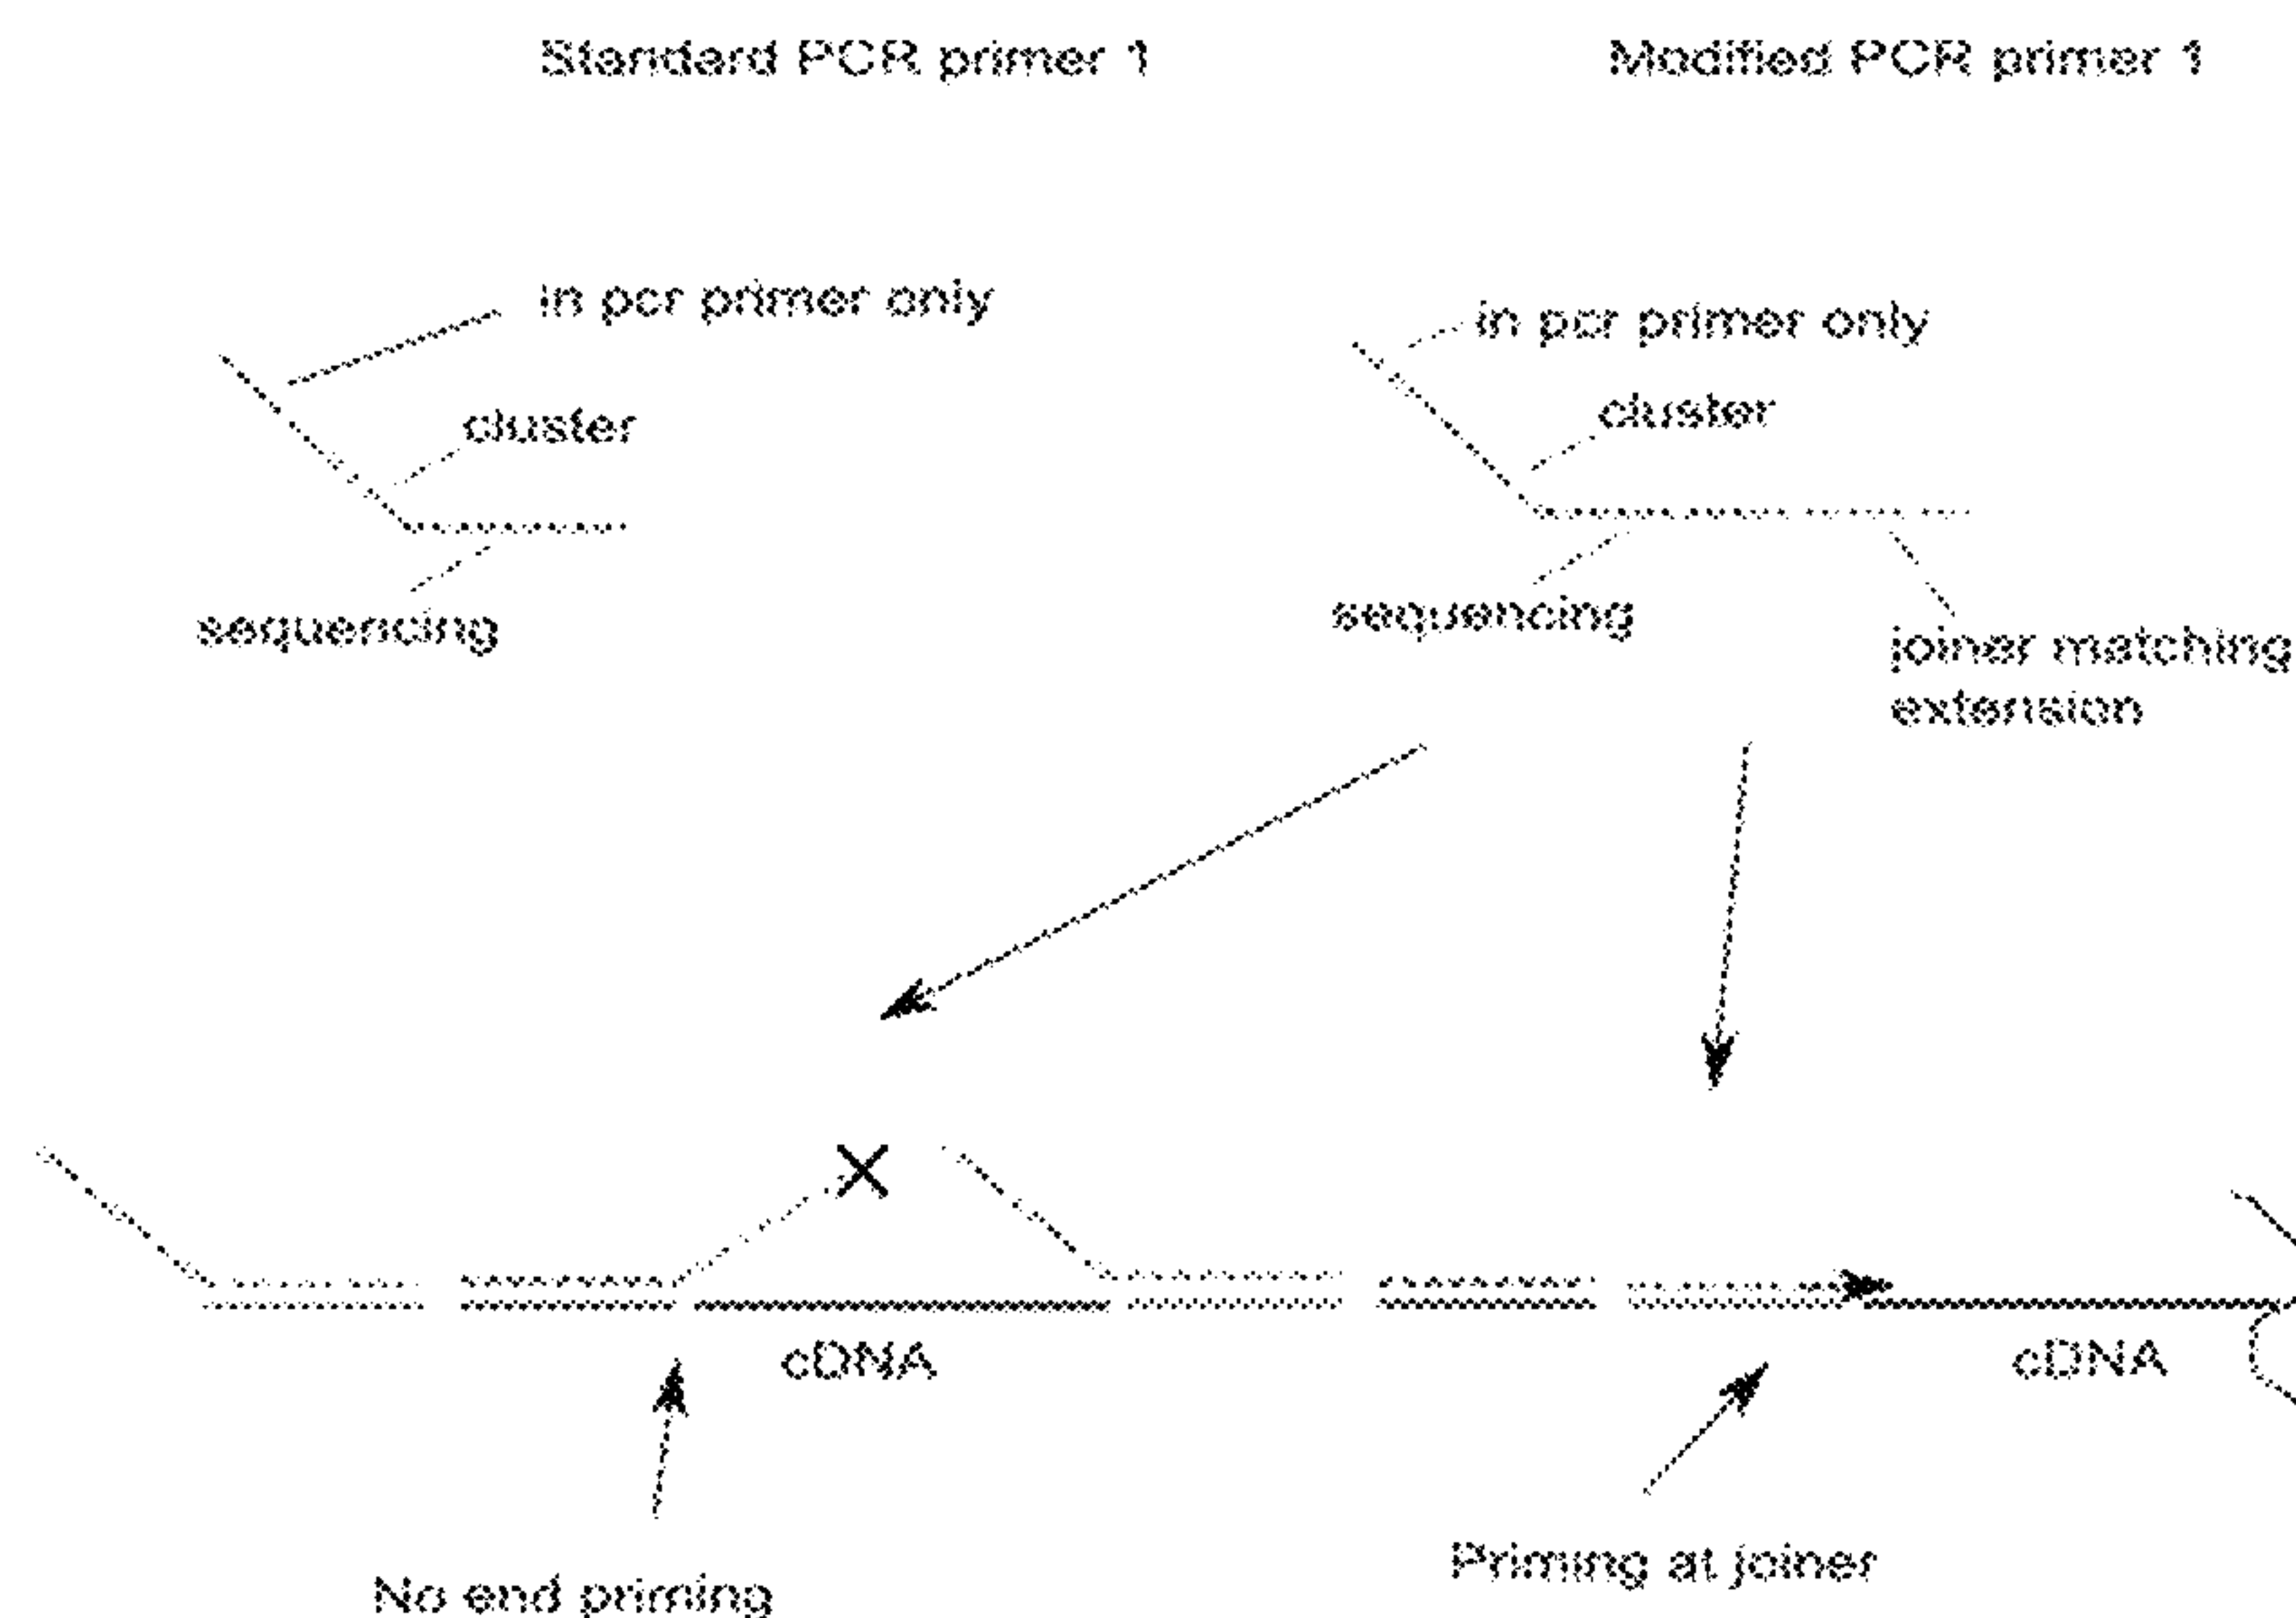 Standard PCR primer 1
Modified PCR primer 1
in pcr primer only
cluster
sequencing
in pcr primer only
cluster
sequencing
joiner matching
extension
cDNA
cDNA
No end priming
Priming at joiner